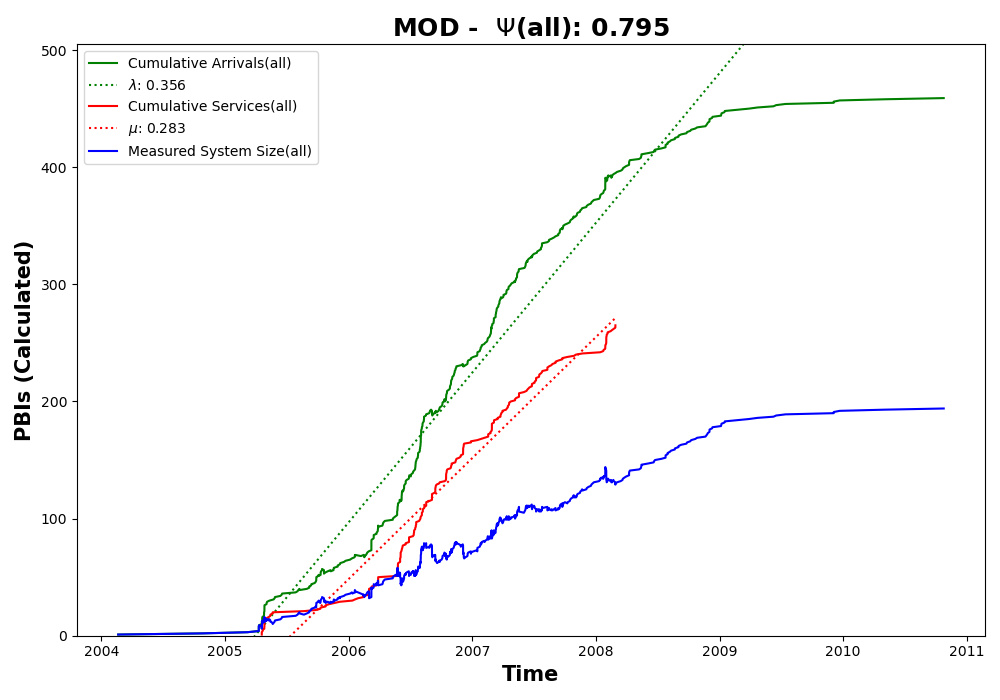 MOD - Ψ(all): 0.795
Cumulative Arrivals(all)
λ: 0.356
Cumulative Services(all)
μ: 0.283
Measured System Size(all)
PBIs (Calculated)
500
400
300
200
100
0
2004 2005 2006 2007 2008 2009 2010 2011
Time